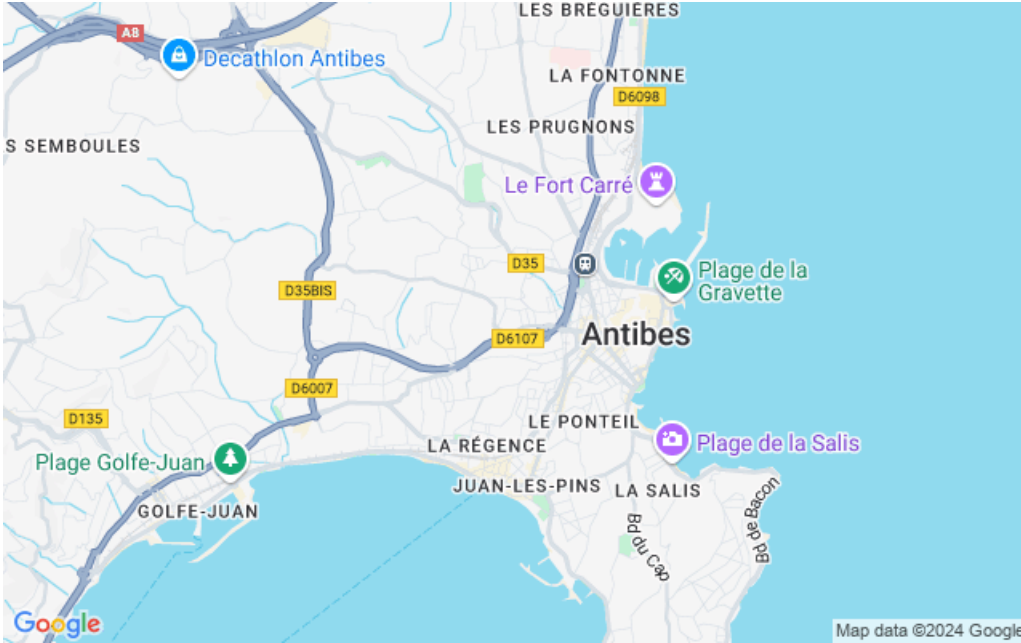 LES BRÉGUIÈRES
A8
Decathlon Antibes
LA FONTONNE
D6098
LES PRUGNONS
S SEMBOULES
Le Fort Carré
D35
Plage de la
Gravette
D35BIS
Antibes
D6107
D6007
D135
LE PONTEIL
LA RÉGENCE
Plage de la Salis
Plage Golfe-Juan
JUAN-LES-PINS
LA SALIS
GOLFE-JUAN
Bd de Bacon
Bd du Cap
Google
Map data ©2024 Google